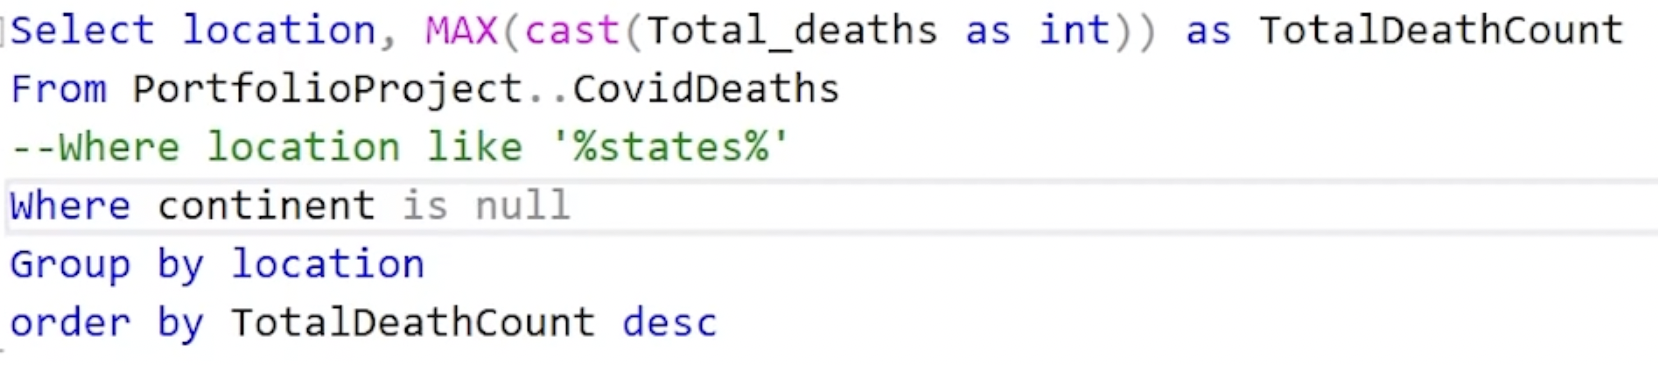 Select location, MAX(cast(Total_deaths as int)) as TotalDeathCount
From PortfolioProject..CovidDeaths
--Where location like '%states%'
Where continent is null
Group by location
order by TotalDeathCount desc